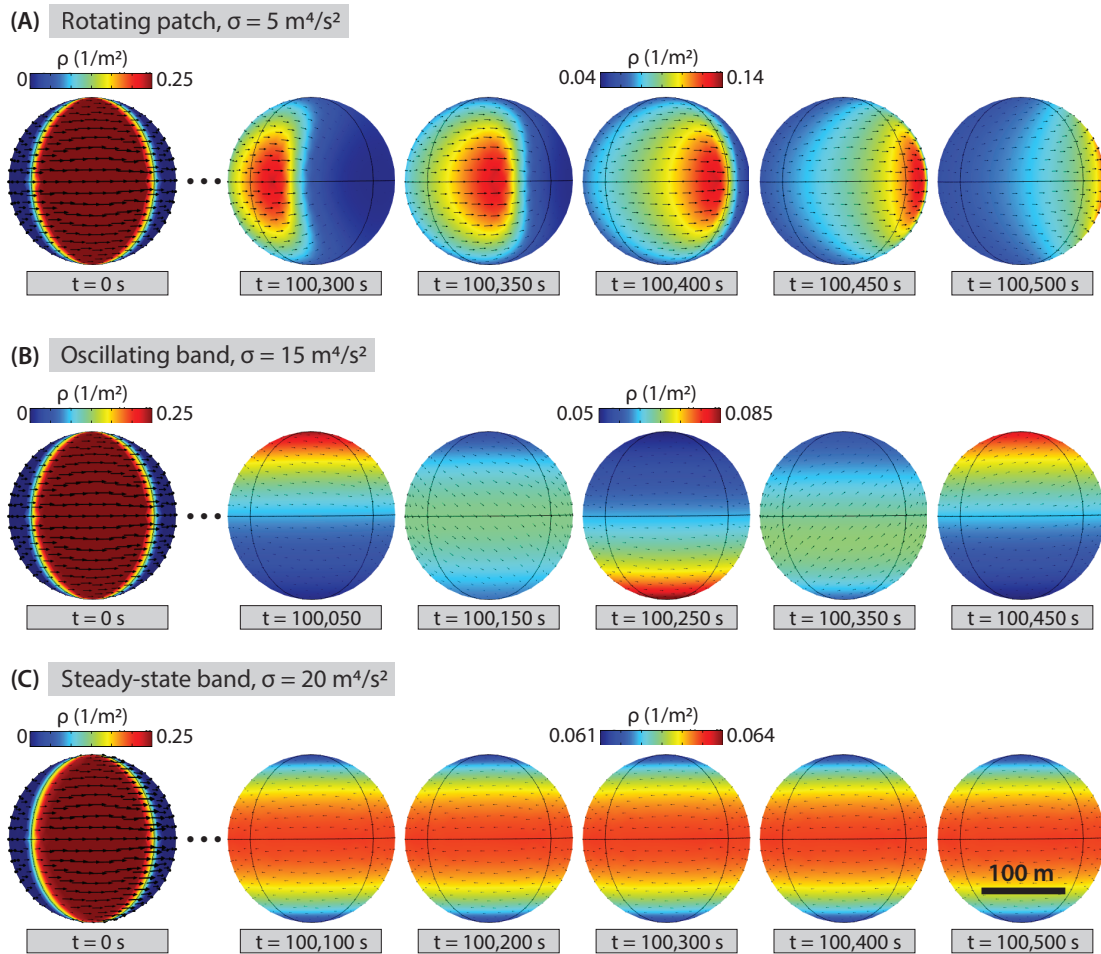 (A) Rotating patch, σ = 5 m⁴/s²
ρ (1/m²)
0 0.25
ρ (1/m²)
0.04 0.14
t = 0 s
t = 100,300 s
t = 100,350 s
t = 100,400 s
t = 100,450 s
t = 100,500 s
(B) Oscillating band, σ = 15 m⁴/s²
ρ (1/m²)
0 0.25
ρ (1/m²)
0.05 0.085
t = 0 s
t = 100,050
t = 100,150 s
t = 100,250 s
t = 100,350 s
t = 100,450 s
(C) Steady-state band, σ = 20 m⁴/s²
ρ (1/m²)
0 0.25
ρ (1/m²)
0.061 0.064
100 m
t = 0 s
t = 100,100 s
t = 100,200 s
t = 100,300 s
t = 100,400 s
t = 100,500 s